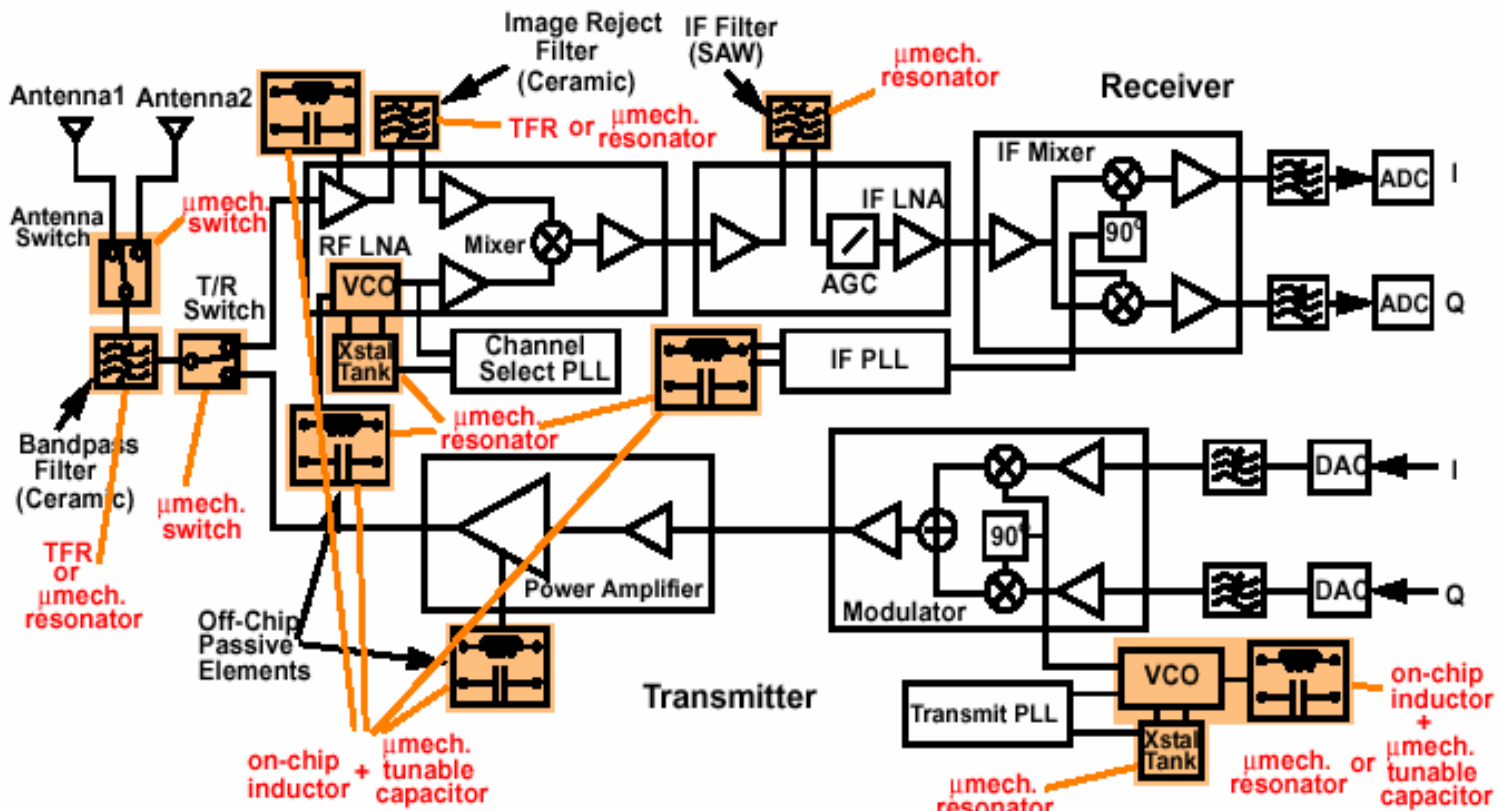 Image Reject
Filter
(Ceramic)
IF Filter
(SAW)
μmech.
resonator
Receiver
Antenna1
Antenna2
TFR or μmech.
resonator
IF Mixer
ADC
I
Antenna
Switch
μmech.
switch
RF LNA
Mixer
IF LNA
AGC
90°
ADC
Q
T/R
Switch
VCO
Xstal
Tank
Channel
Select PLL
IF PLL
μmech.
resonator
Bandpass
Filter
(Ceramic)
μmech.
switch
TFR
or
μmech.
resonator
Off-Chip
Passive
Elements
Power Amplifier
90°
Modulator
DAC
I
DAC
Q
Transmitter
on-chip
inductor
+
μmech.
tunable
capacitor
Transmit PLL
VCO
Xstal
Tank
μmech.
resonator
μmech.
resonator
or
on-chip
inductor
+
μmech.
tunable
capacitor